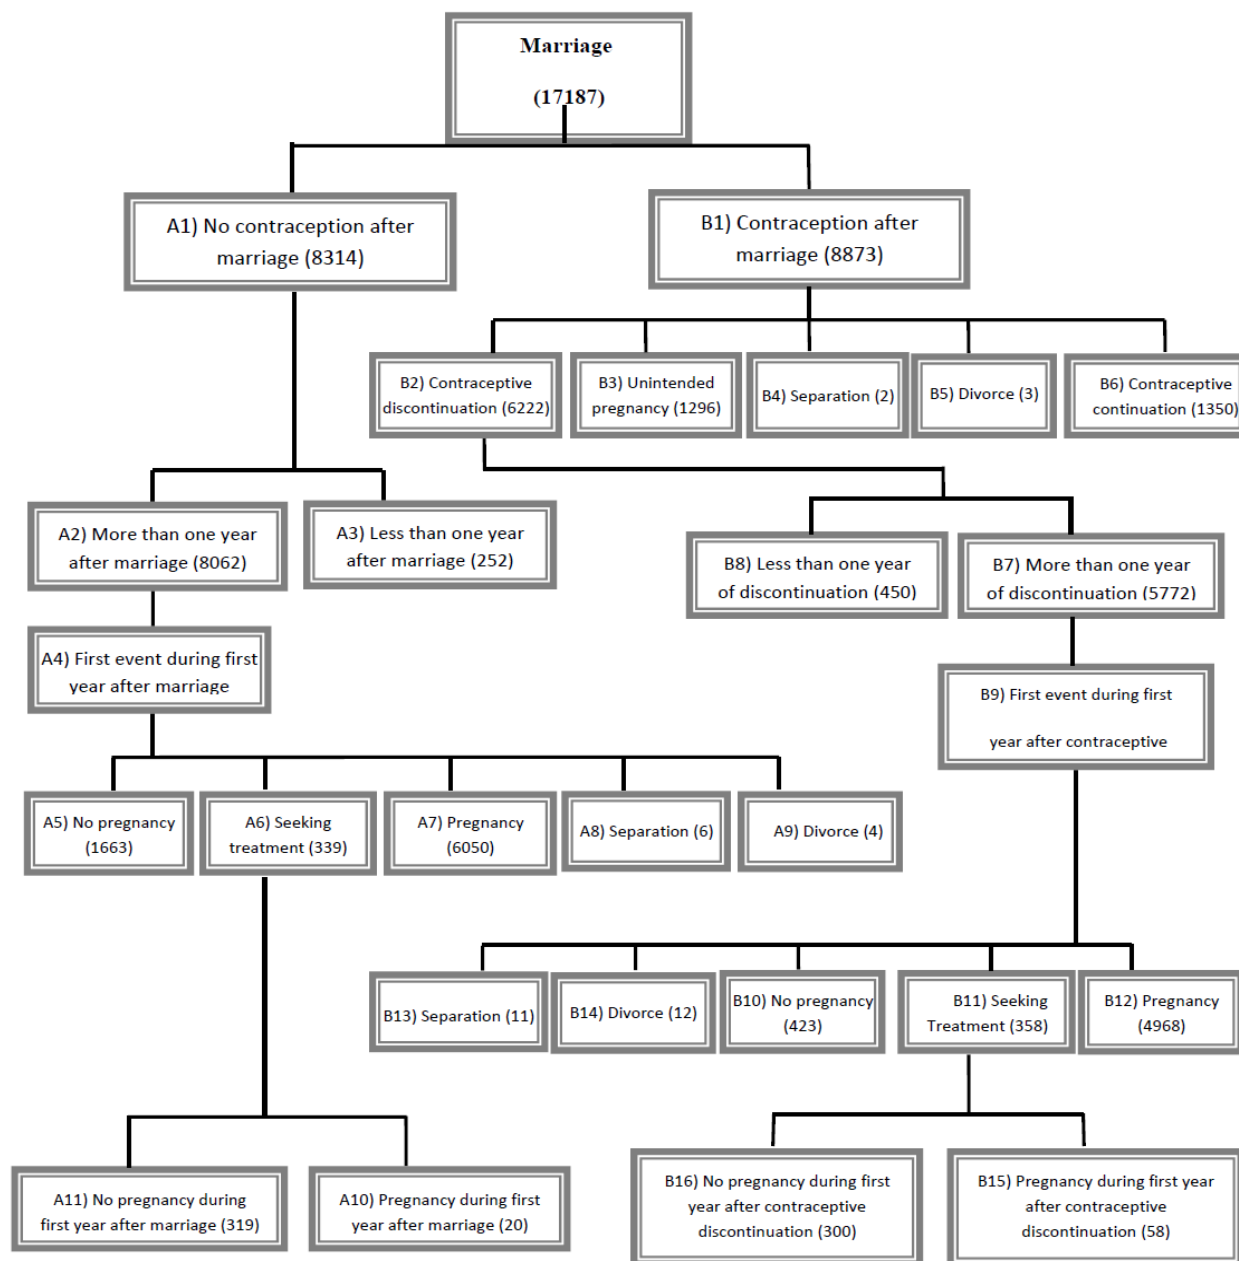 Marriage
(17187)
A1) No contraception after
marriage (8314)
B1) Contraception after
marriage (8873)
B2) Contraceptive
discontinuation (6222)
B3) Unintended
pregnancy (1296)
B4) Separation (2)
B5) Divorce (3)
B6) Contraceptive
continuation (1350)
A2) More than one year
after marriage (8062)
A3) Less than one year
after marriage (252)
B8) Less than one year
of discontinuation (450)
B7) More than one year
of discontinuation (5772)
A4) First event during first
year after marriage
B9) First event during first
year after contraceptive
A5) No pregnancy
(1663)
A6) Seeking
treatment (339)
A7) Pregnancy
(6050)
A8) Separation (6)
A9) Divorce (4)
B13) Separation (11)
B14) Divorce (12)
B10) No pregnancy
(423)
B11) Seeking
Treatment (358)
B12) Pregnancy
(4968)
A11) No pregnancy during
first year after marriage (319)
A10) Pregnancy during first
year after marriage (20)
B16) No pregnancy during first
year after contraceptive
discontinuation (300)
B15) Pregnancy during first year
after contraceptive
discontinuation (58)